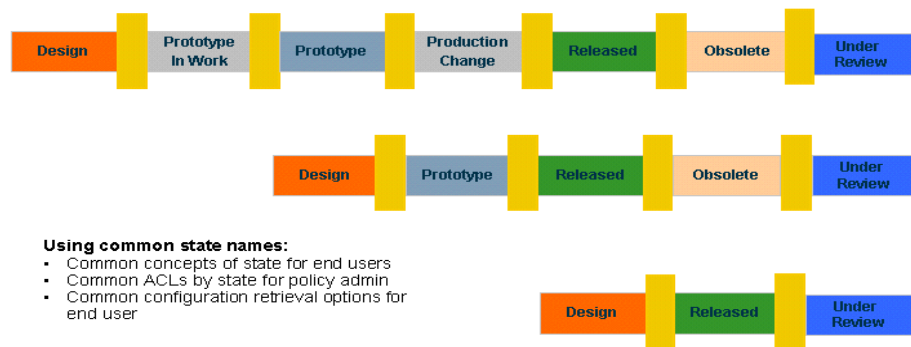 Design
Prototype
In Work
Prototype
Production
Change
Released
Obsolete
Under
Review
Design
Prototype
Released
Obsolete
Under
Review
Using common state names:
▪ Common concepts of state for end users
▪ Common ACLs by state for policy admin
▪ Common configuration retrieval options for
end user
Design
Released
Under
Review